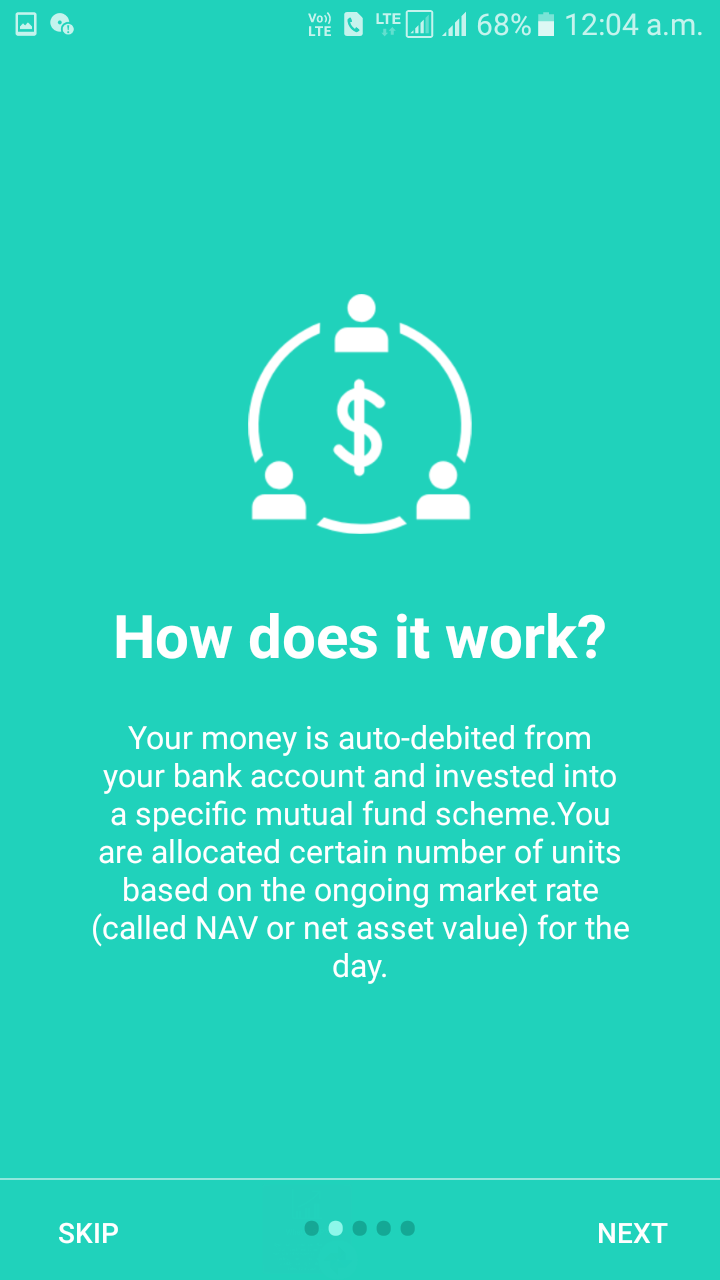 Vo)) LTE LTE 68% 12:04 a.m.
$
How does it work?
Your money is auto-debited from
your bank account and invested into
a specific mutual fund scheme.You
are allocated certain number of units
based on the ongoing market rate
(called NAV or net asset value) for the
day.
SKIP NEXT